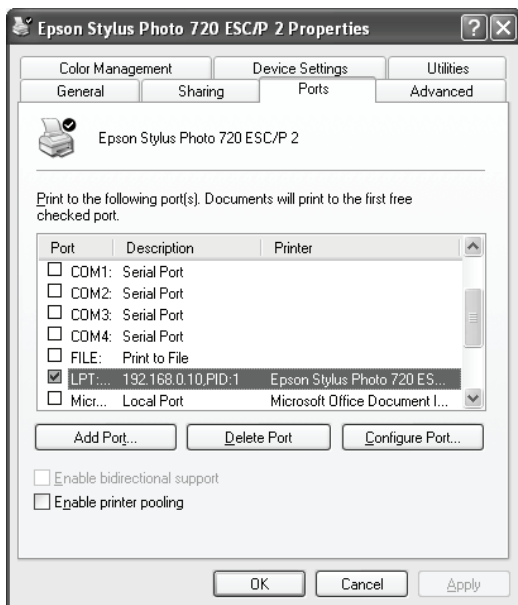 Epson Stylus Photo 720 ESC/P 2 Properties
Color Management Device Settings Utilities
General Sharing Ports Advanced
Epson Stylus Photo 720 ESC/P 2
Print to the following port(s). Documents will print to the first free
checked port.
Port Description Printer
COM1: Serial Port
COM2: Serial Port
COM3: Serial Port
COM4: Serial Port
FILE: Print to File
LPT:... 192.168.0.10,PID:1 Epson Stylus Photo 720 ES...
Micr... Local Port Microsoft Office Document I...
Add Port... Delete Port Configure Port...
Enable bidirectional support
Enable printer pooling
OK Cancel Apply